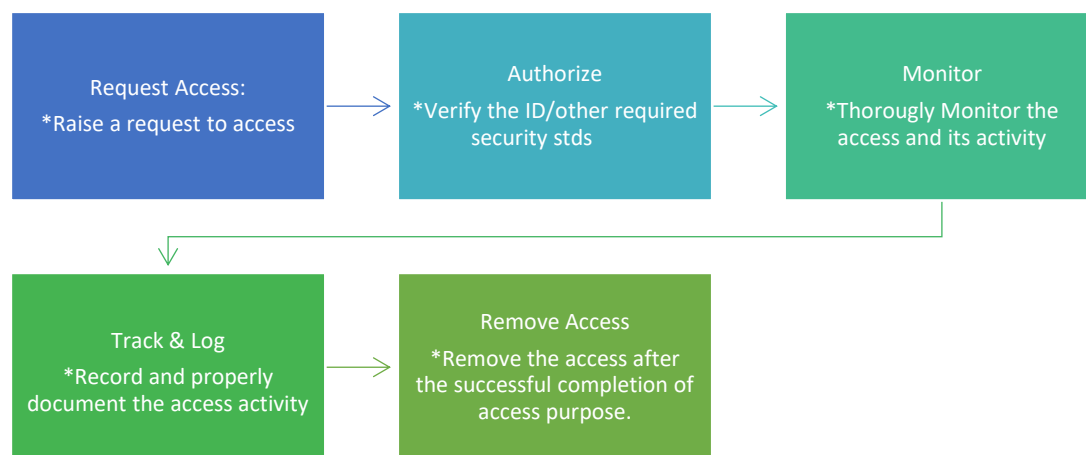 Request Access:
*Raise a request to access
Authorize
*Verify the ID/other required
security stds
Monitor
*Thorougly Monitor the
access and its activity
Track & Log
*Record and properly
document the access activity
Remove Access
*Remove the access after
the successful completion of
access purpose.